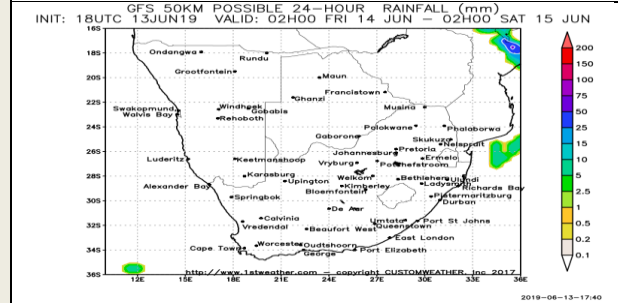 GFS 50KM POSSIBLE 24-HOUR RAINFALL (mm)
INIT: 18UTC 13JUN19 VALID: 02H00 FRI 14 JUN – 02H00 SAT 15 JUN
16S
18S
20S
22S
24S
26S
28S
30S
32S
34S
36S
Ondangwa
Rundu
Grootfontein
Maun
Francistown
Ghanzi
Musina
Swakopmund
Windhoek
Gobabis
Walvis Bay
Rehoboth
Polokwane
Phalaborwa
Gaborone
Skukuza
Nelspruit
Johannesburg
Pretoria
Ermelo
Luderitz
Keetmanshoop
Vryburg
Potchefstroom
Karasburg
Upington
Welkom
Bethlehem
Ulundi
Alexander Bay
Kimberley
Ladysmith
Richards Bay
Bloemfontein
Springbok
Pietermaritzburg
Durban
De Aar
Calvinia
Umtata
Port St Johns
Vredendal
Beaufort West
Queenstown
East London
Cape Town
Worcester
Oudtshoorn
George
Port Elizabeth
http://www.1stweather.com – copyright CUSTOMWEATHER, Inc 2017
12E
15E
18E
21E
24E
27E
30E
33E
36E
200
150
100
75
50
25
15
10
5
2.5
1
0.5
0.2
0.1
2019-06-13-17:40